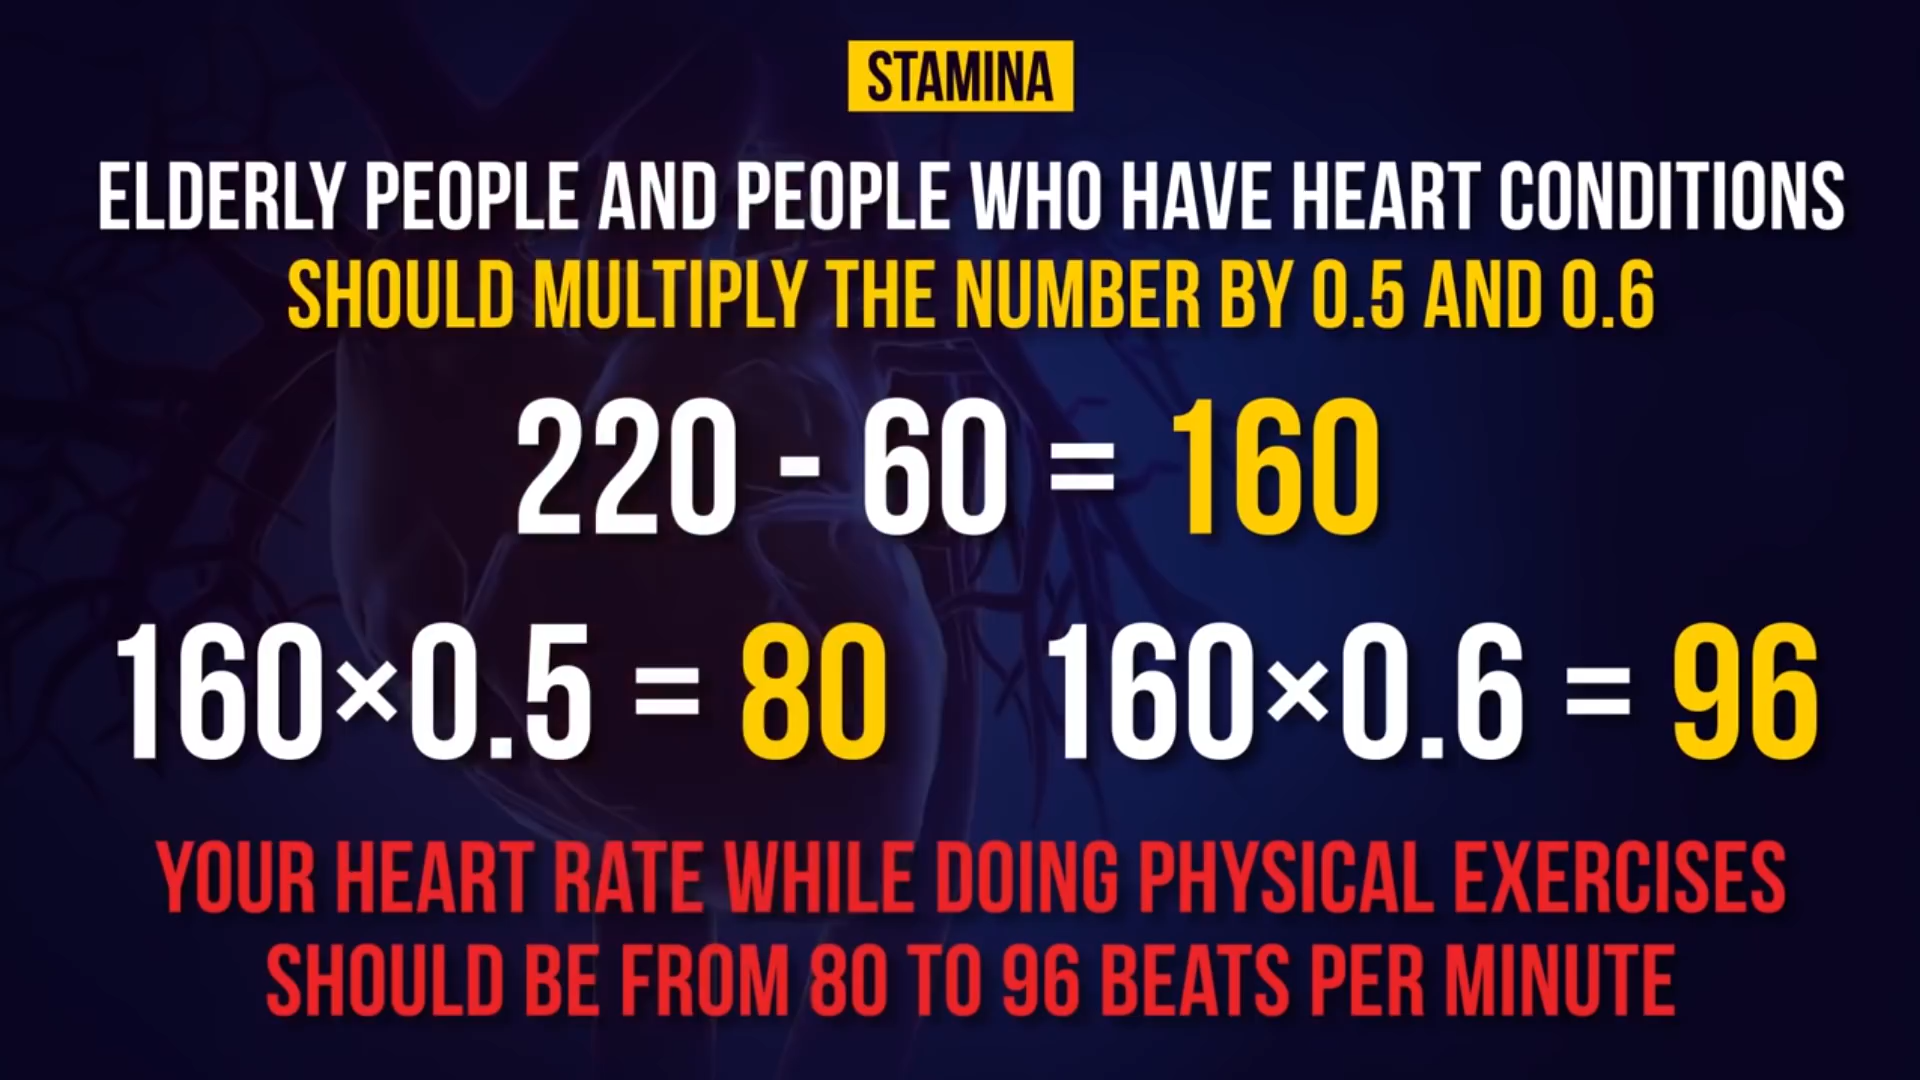 STAMINA
ELDERLY PEOPLE AND PEOPLE WHO HAVE HEART CONDITIONS
SHOULD MULTIPLY THE NUMBER BY 0.5 AND 0.6
220 - 60 = 160
160×0.5 = 80 160×0.6 = 96
YOUR HEART RATE WHILE DOING PHYSICAL EXERCISES
SHOULD BE FROM 80 TO 96 BEATS PER MINUTE